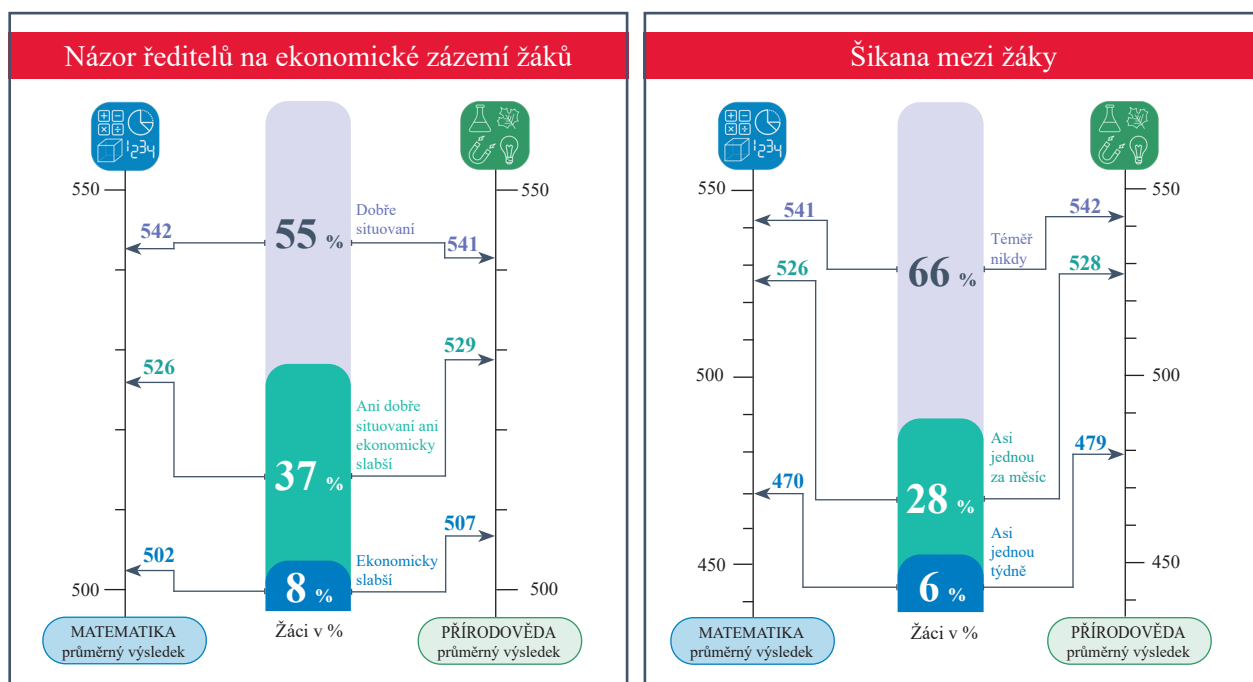 Názor ředitelů na ekonomické zázemí žáků
1234
550
550
Dobře
situovaní
542
55 %
541
526
529
Ani dobře
situovaní ani
ekonomicky
slabší
37 %
502
507
Ekonomicky
slabší
8 %
500
500
MATEMATIKA
průměrný výsledek
Žáci v %
PŘÍRODOVĚDA
průměrný výsledek
Šikana mezi žáky
1234
550
550
541
542
Téměř
nikdy
66 %
526
528
500
500
Asi
jednou
za měsíc
479
470
28 %
Asi
jednou
týdně
450
450
6 %
MATEMATIKA
průměrný výsledek
Žáci v %
PŘÍRODOVĚDA
průměrný výsledek